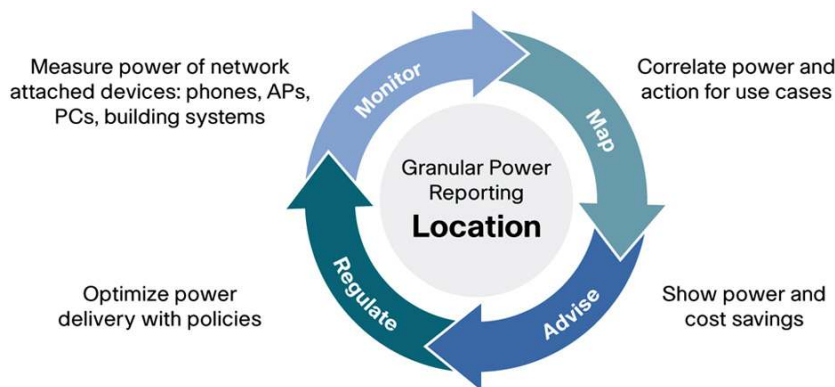 Measure power of network
attached devices: phones, APs,
PCs, building systems
Monitor
Map
Correlate power and
action for use cases
Granular Power
Reporting
Location
Optimize power
delivery with policies
Regulate
Advise
Show power and
cost savings